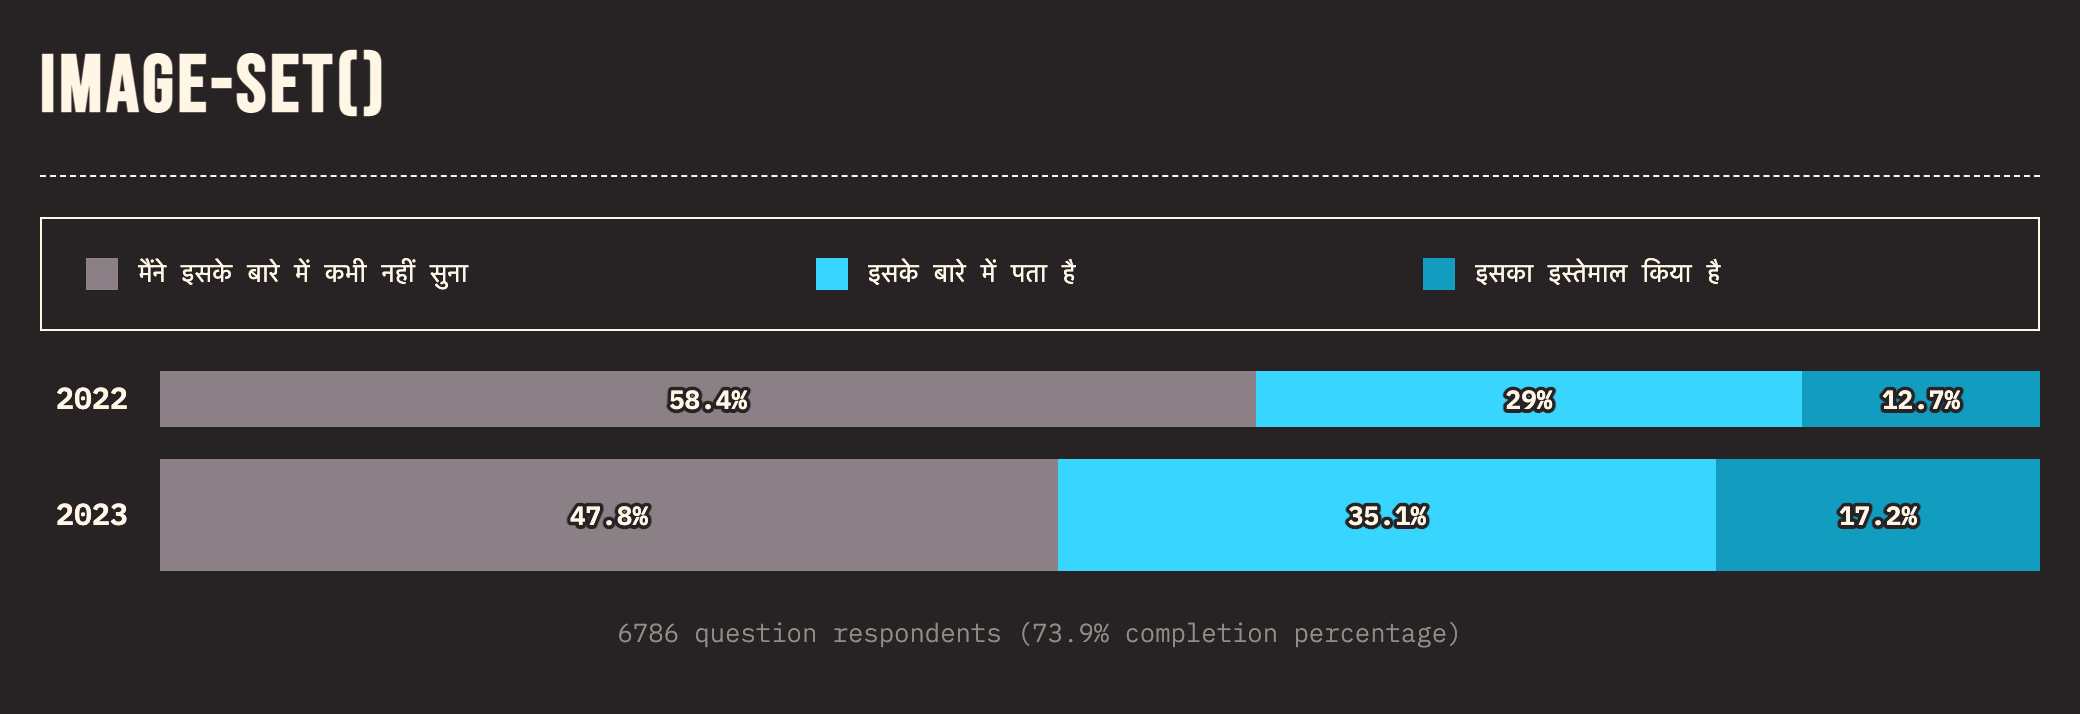 IMAGE-SET()
मैंने इसके बारे में कभी नहीं सुना इसके बारे में पता है इसका इस्तेमाल किया है
2022 58.4% 29% 12.7%
2023 47.8% 35.1% 17.2%
6786 question respondents (73.9% completion percentage)